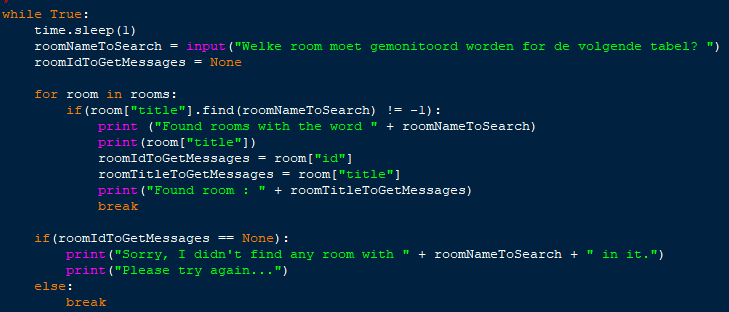 while True:
    time.sleep(1)
    roomNameToSearch = input("Welke room moet gemonitoord worden for de volgende tabel? ")
    roomIdToGetMessages = None

    for room in rooms:
        if(room["title"].find(roomNameToSearch) != -1):
            print ("Found rooms with the word " + roomNameToSearch)
            print(room["title"])
            roomIdToGetMessages = room["id"]
            roomTitleToGetMessages = room["title"]
            print("Found room : " + roomTitleToGetMessages)
            break

    if(roomIdToGetMessages == None):
        print("Sorry, I didn't find any room with " + roomNameToSearch + " in it.")
        print("Please try again...")
    else:
        break